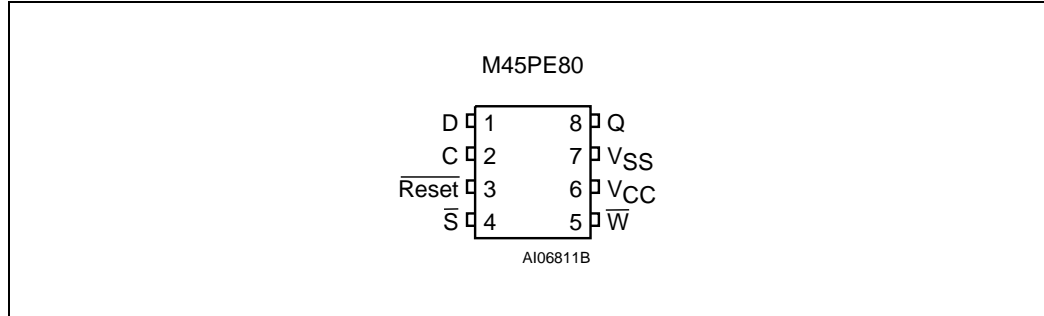 M45PE80
D 1 8 Q
C 2 7 VSS
Reset 3 6 VCC
S 4 5 W
AI06811B